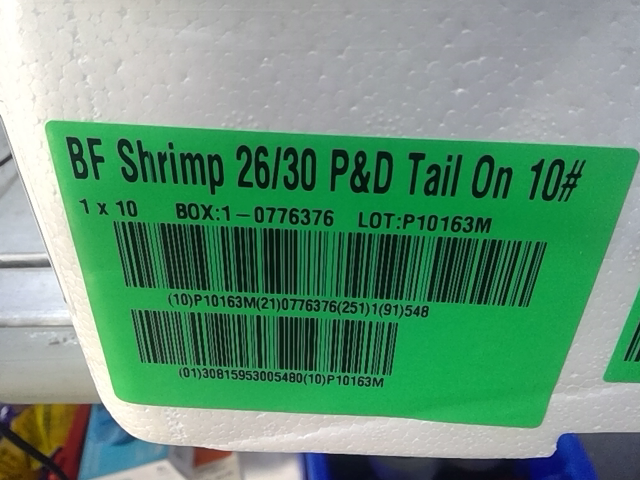 BF Shrimp 26/30 P&D Tail On 10#
1 x 10 BOX:1-0776376 LOT:P10163M
(10)P10163M(21)0776376(251)1(91)548
(01)30815953005480(10)P10163M